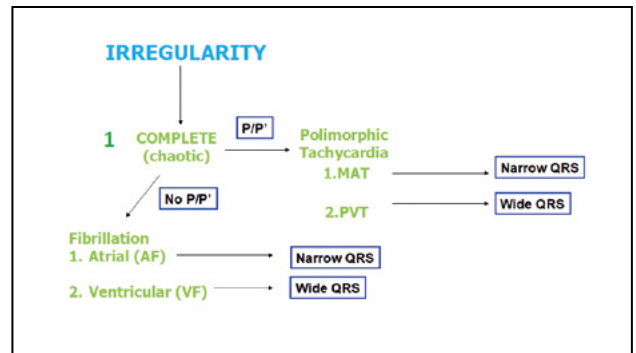 IRREGULARITY
1 COMPLETE
(chaotic)
P/P'
Polimorphic
Tachycardia
1.MAT
Narrow QRS
2.PVT
Wide QRS
No P/P'
Fibrillation
1. Atrial (AF)
Narrow QRS
2. Ventricular (VF)
Wide QRS